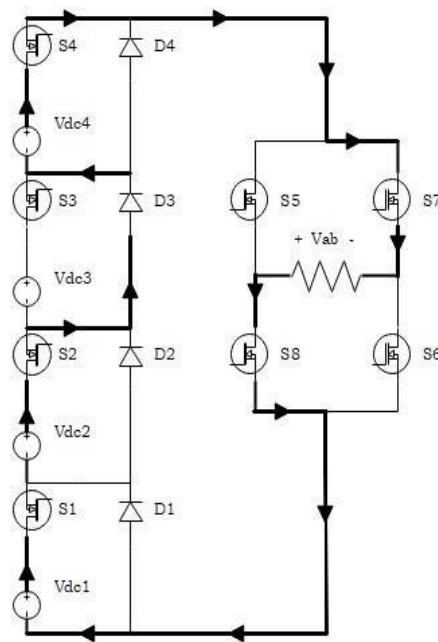 S4
D4
Vdc4
S3
D3
S5
S7
+ Vab -
Vdc3
S2
D2
S8
S6
Vdc2
S1
D1
Vdc1